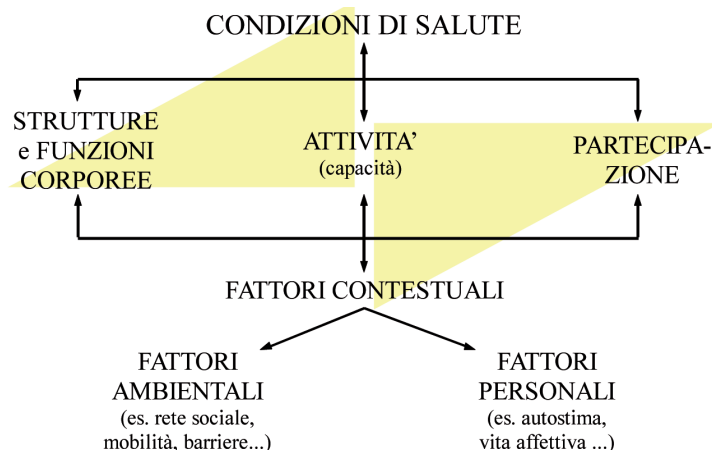 CONDIZIONI DI SALUTE
STRUTTURE
e FUNZIONI
CORPOREE
ATTIVITA’
(capacità)
PARTECIPA-
ZIONE
FATTORI CONTESTUALI
FATTORI
AMBIENTALI
(es. rete sociale,
mobilità, barriere...)
FATTORI
PERSONALI
(es. autostima,
vita affettiva ...)